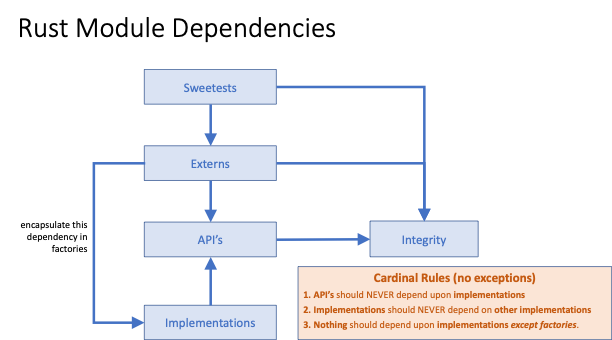 Rust Module Dependencies
Sweetests
Externs
encapsulate this
dependency in
factories
API's
Integrity
Implementations
Cardinal Rules (no exceptions)
1. API's should NEVER depend upon implementations
2. Implementations should NEVER depend on other implementations
3. Nothing should depend upon implementations except factories.